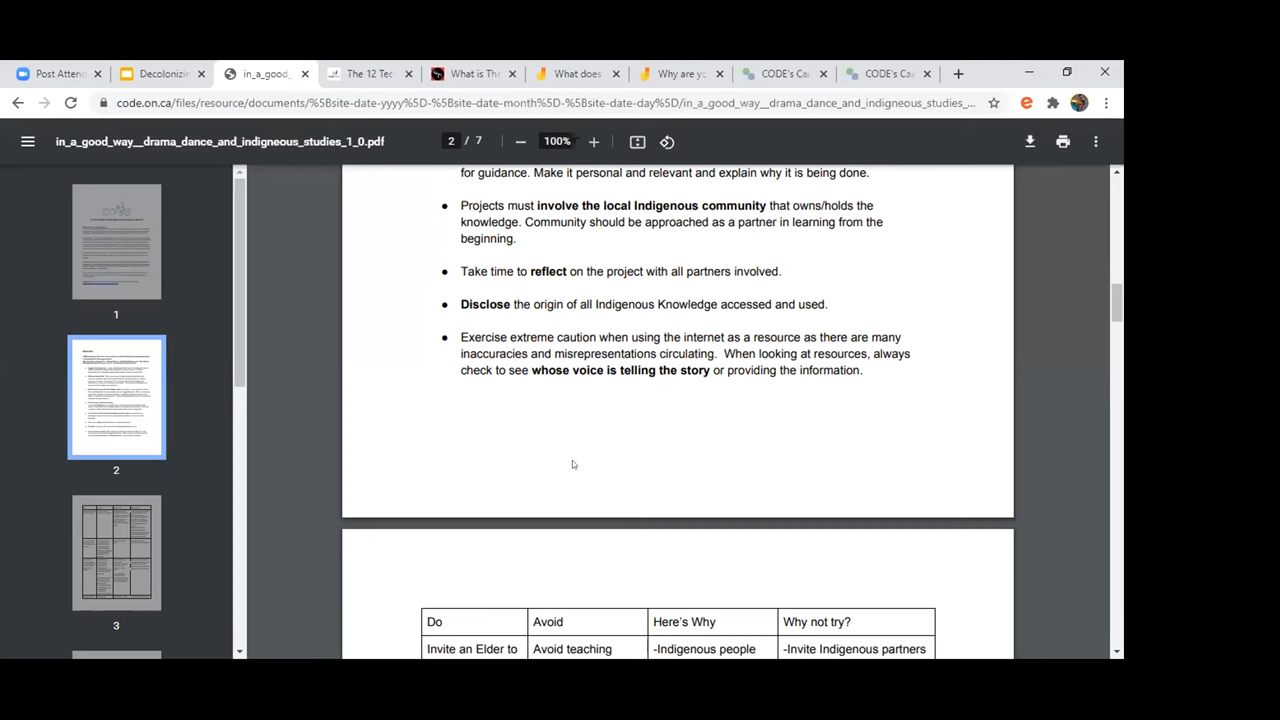 Post Atten
Decolonizin
in_a_good_
The 12 Tec
What is Thr
What does
Why are yo
CODE's Ca
CODE's Ca
code.on.ca/files/resource/documents/%5Bsite-date-yyyy%5D-%5Bsite-date-month%5D-%5Bsite-date-day%5D/in_a_good_way__drama_dance_and_indigneous_studies_...
in_a_good_way__drama_dance_and_indigneous_studies_1_0.pdf
2 / 7
100%
for guidance. Make it personal and relevant and explain why it is being done.
● Projects must involve the local Indigenous community that owns/holds the
knowledge. Community should be approached as a partner in learning from the
beginning.
● Take time to reflect on the project with all partners involved.
● Disclose the origin of all Indigenous Knowledge accessed and used.
● Exercise extreme caution when using the internet as a resource as there are many
inaccuracies and misrepresentations circulating. When looking at resources, always
check to see whose voice is telling the story or providing the information.
1
2
3
Do Avoid Here's Why Why not try?
Invite an Elder to Avoid teaching -Indigenous people -Invite Indigenous partners